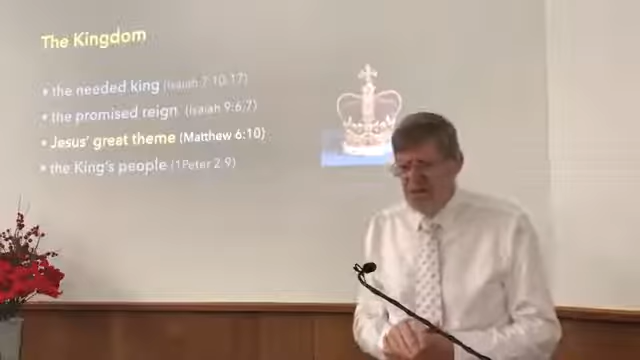 The Kingdom
• the needed king (Isaiah 7:10,17)
• the promised reign (Isaiah 9:6,7)
• Jesus' great theme (Matthew 6:10)
• the King's people (1Peter 2:9)